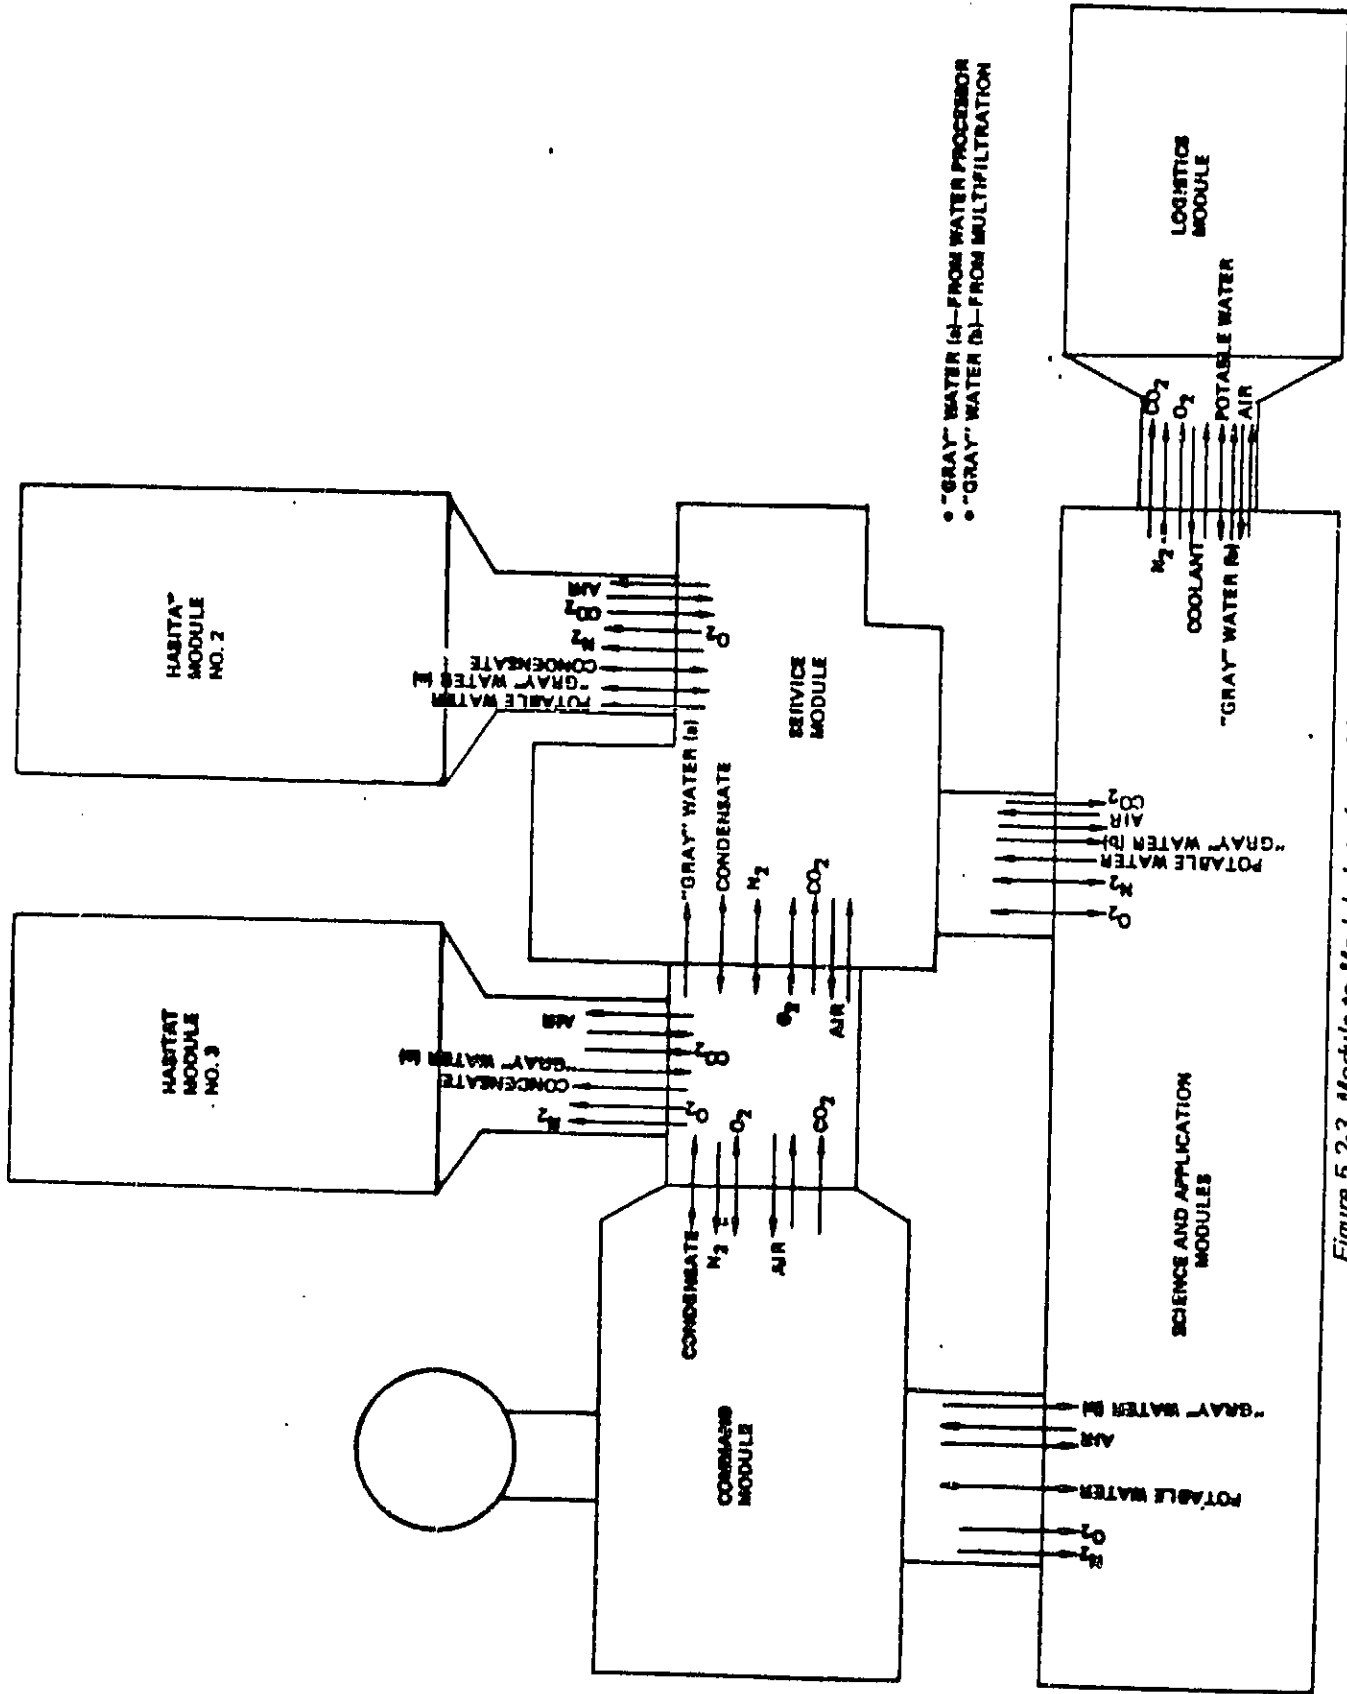 HABITAT
MODULE
NO. 3
HABITAT
MODULE
NO. 2
N2
O2
CONDENSATE
"GRAY" WATER (a)
CO2
AIR
POTABLE WATER
"GRAY" WATER (a)
CONDENSATE
N2
O2
CO2
AIR
COMMAND
MODULE
CONDENSATE
N2
O2
AIR
CO2
"GRAY" WATER (a)
CONDENSATE
N2
O2
CO2
AIR
SERVICE
MODULE
• "GRAY" WATER (a)—FROM WATER PROCESSOR
• "GRAY" WATER (b)—FROM MULTIFILTRATION
N2
O2
POTABLE WATER
AIR
"GRAY" WATER (b)
O2
N2
POTABLE WATER
"GRAY" WATER (b)
AIR
CO2
SCIENCE AND APPLICATION
MODULES
CO2
N2
O2
COOLANT
POTABLE WATER
"GRAY" WATER (b)
AIR
LOGISTICS
MODULE
Figure 5.2-3. Module to Module